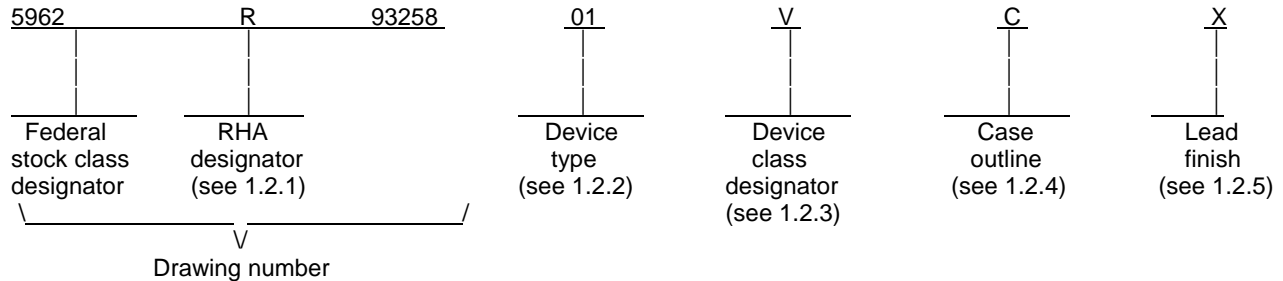 5962 R 93258 01 V C X
Federal RHA Device Device Case Lead
stock class designator type class outline finish
designator (see 1.2.1) (see 1.2.2) designator (see 1.2.4) (see 1.2.5)
(see 1.2.3)
Drawing number